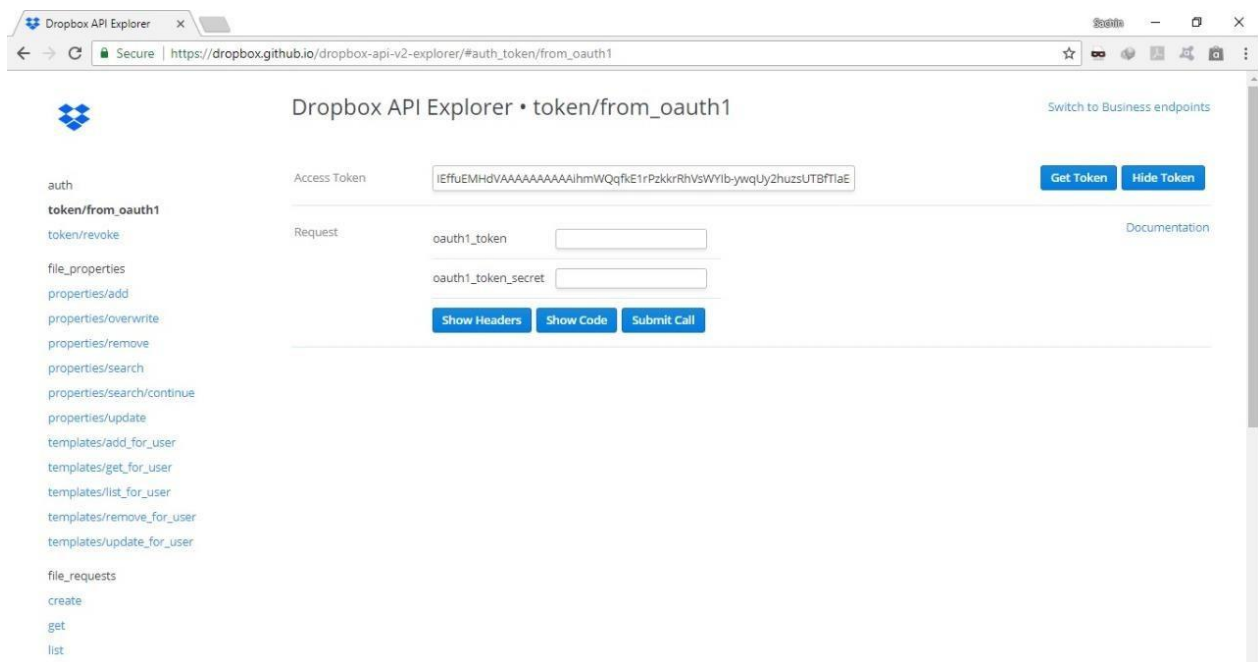 Dropbox API Explorer
Sachin
Secure | https://dropbox.github.io/dropbox-api-v2-explorer/#auth_token/from_oauth1
Dropbox API Explorer • token/from_oauth1
Switch to Business endpoints
Access Token
Get Token
Hide Token
Request
oauth1_token
oauth1_token_secret
Documentation
Show Headers
Show Code
Submit Call
auth
token/from_oauth1
token/revoke
file_properties
properties/add
properties/overwrite
properties/remove
properties/search
properties/search/continue
properties/update
templates/add_for_user
templates/get_for_user
templates/list_for_user
templates/remove_for_user
templates/update_for_user
file_requests
create
get
list